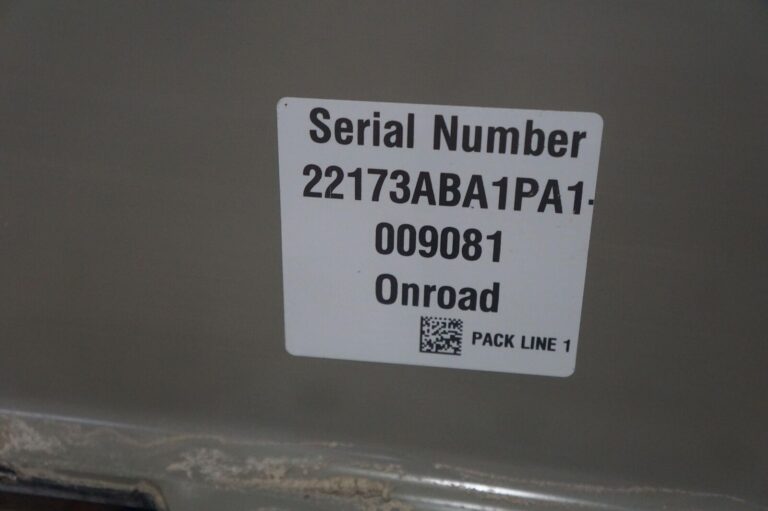 Serial Number
22173ABA1PA1-
009081
Onroad
PACK LINE 1